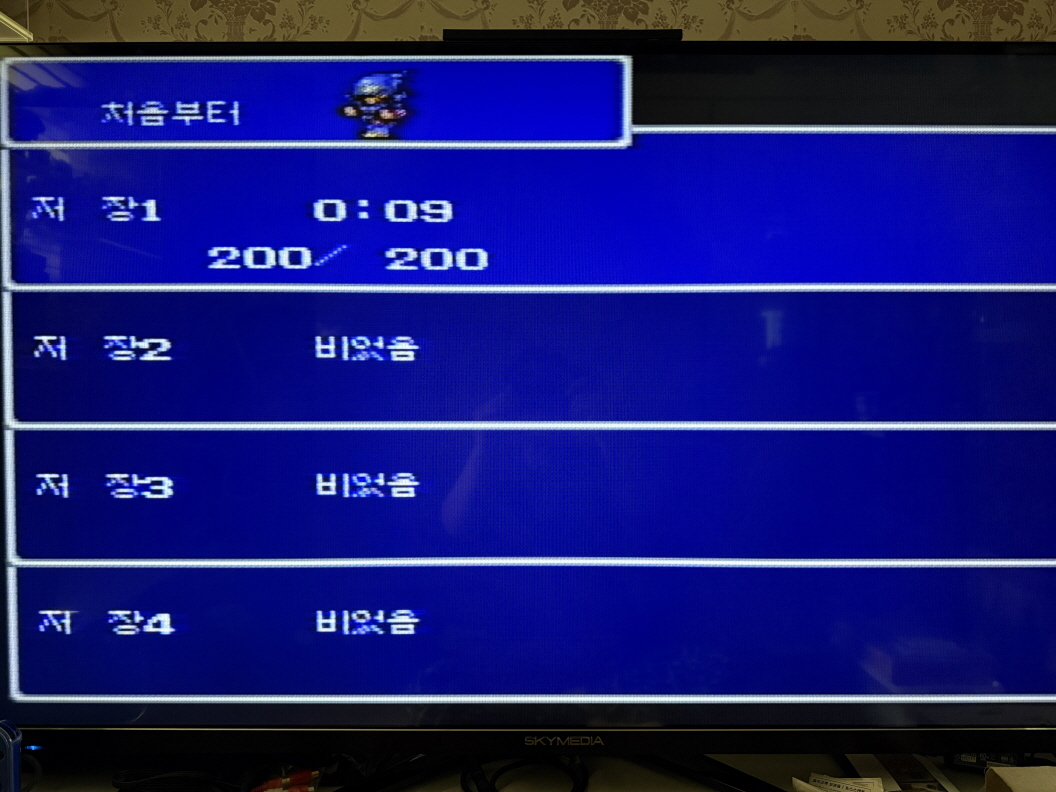 처음부터
저 장1 0:09
200/ 200
저 장2 비었음
저 장3 비었음
저 장4 비었음
SKYMEDIA